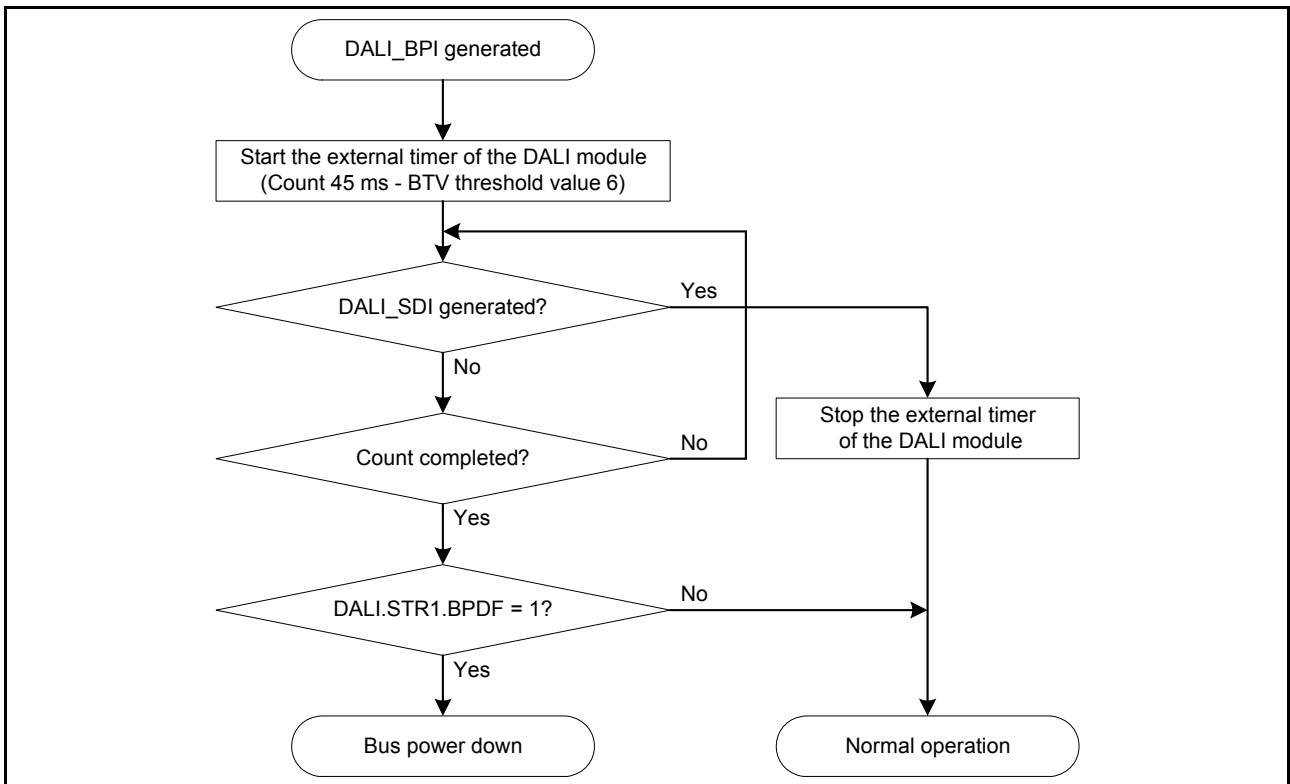 DALI_BPI generated
Start the external timer of the DALI module
(Count 45 ms - BTV threshold value 6)
DALI_SDI generated?
Yes
No
Stop the external timer
of the DALI module
Count completed?
No
Yes
DALI.STR1.BPDF = 1?
No
Yes
Bus power down
Normal operation